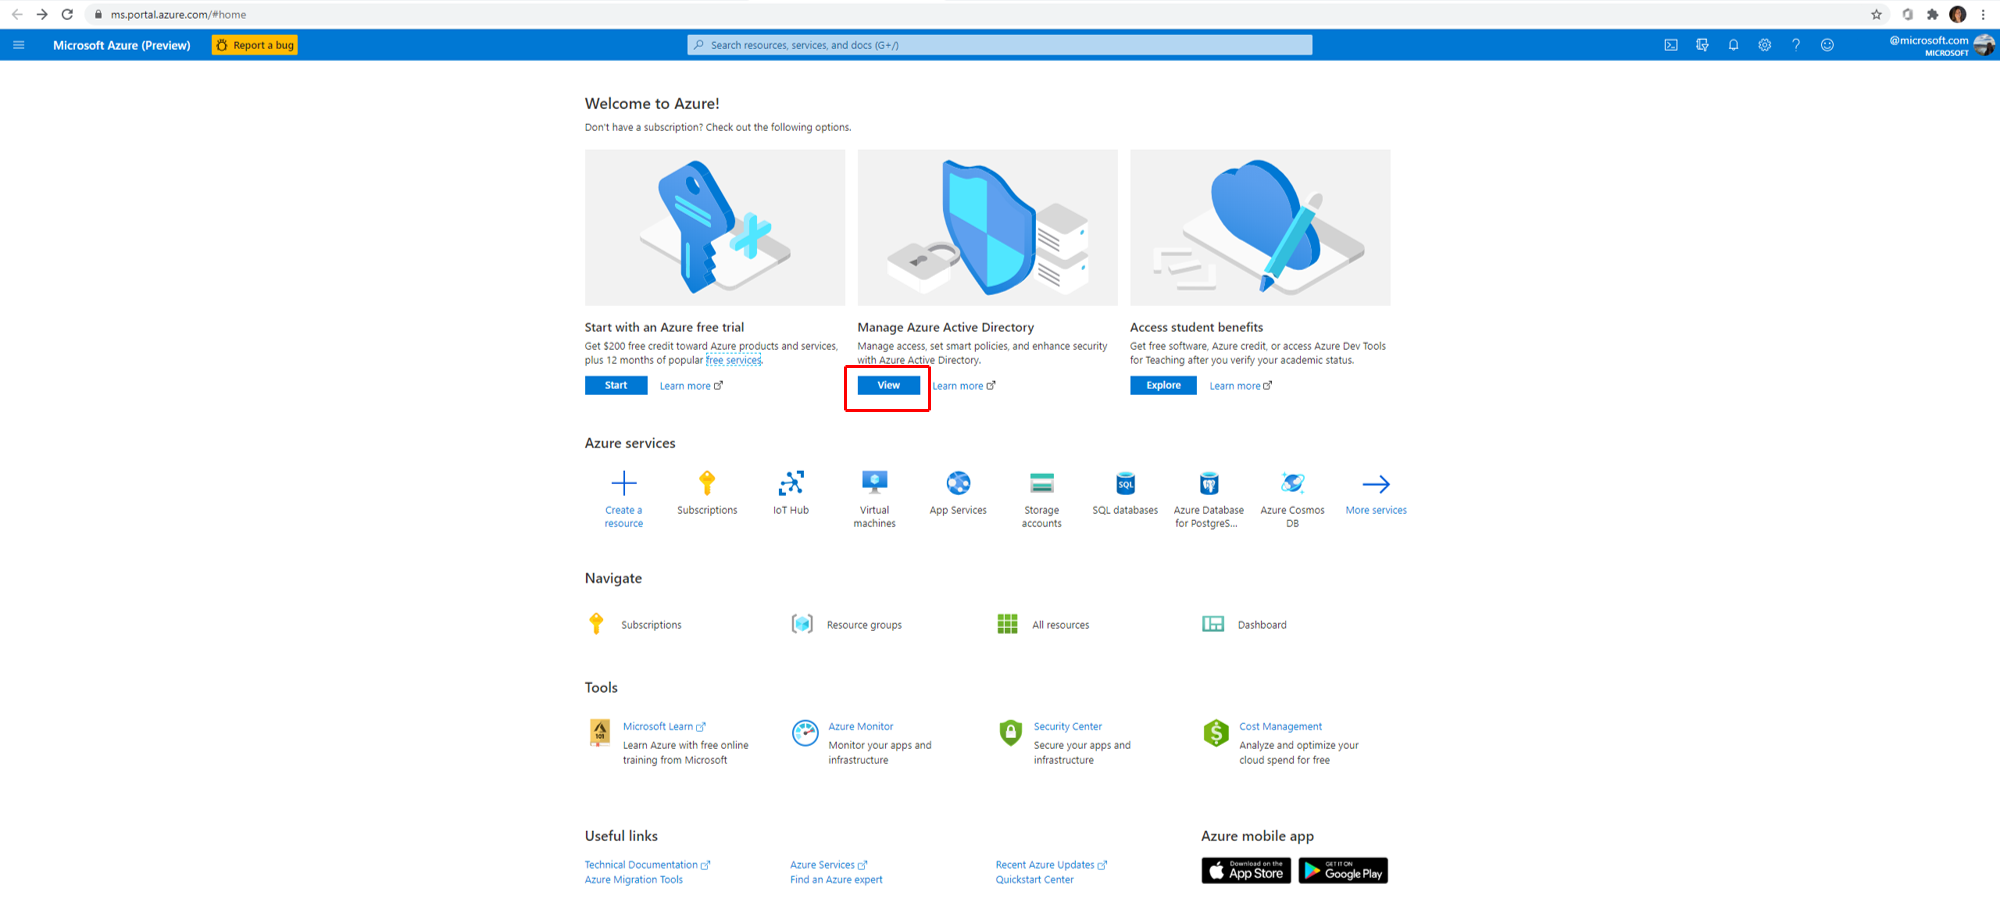 ms.portal.azure.com/#home
Microsoft Azure (Preview)
Report a bug
Search resources, services, and docs (G+/)
@microsoft.com
MICROSOFT
Welcome to Azure!
Don't have a subscription? Check out the following options.
Start with an Azure free trial
Get $200 free credit toward Azure products and services,
plus 12 months of popular free services.
Start
Learn more
Manage Azure Active Directory
Manage access, set smart policies, and enhance security
with Azure Active Directory.
View
Learn more
Access student benefits
Get free software, Azure credit, or access Azure Dev Tools
for Teaching after you verify your academic status.
Explore
Learn more
Azure services
Create a
resource
Subscriptions
IoT Hub
Virtual
machines
App Services
Storage
accounts
SQL
SQL databases
Azure Database
for PostgreS...
Azure Cosmos
DB
More services
Navigate
Subscriptions
Resource groups
All resources
Dashboard
Tools
101
Microsoft Learn
Learn Azure with free online
training from Microsoft
Azure Monitor
Monitor your apps and
infrastructure
Security Center
Secure your apps and
infrastructure
$
Cost Management
Analyze and optimize your
cloud spend for free
Useful links
Technical Documentation
Azure Migration Tools
Azure Services
Find an Azure expert
Recent Azure Updates
Quickstart Center
Azure mobile app
Download on the
App Store
GET IT ON
Google Play